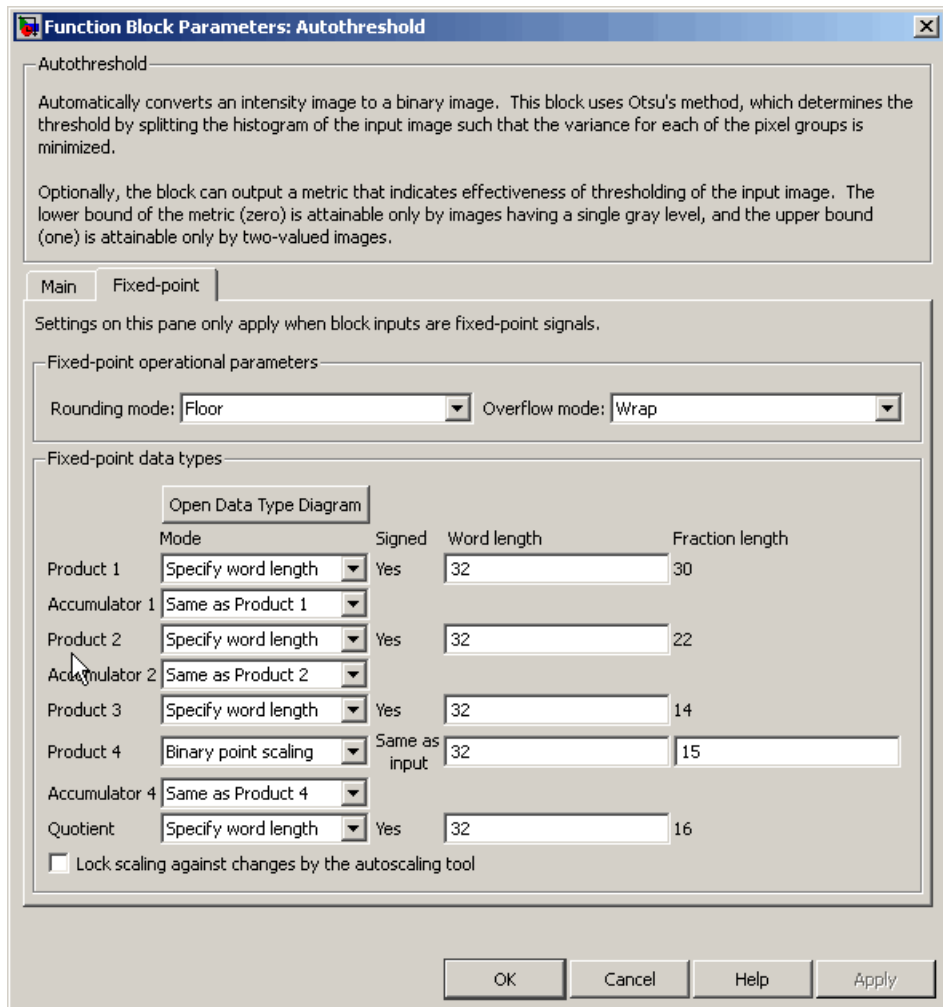 Function Block Parameters: Autothreshold
Autothreshold
Automatically converts an intensity image to a binary image. This block uses Otsu's method, which determines the
threshold by splitting the histogram of the input image such that the variance for each of the pixel groups is
minimized.
Optionally, the block can output a metric that indicates effectiveness of thresholding of the input image. The
lower bound of the metric (zero) is attainable only by images having a single gray level, and the upper bound
(one) is attainable only by two-valued images.
Main Fixed-point
Settings on this pane only apply when block inputs are fixed-point signals.
Fixed-point operational parameters
Rounding mode: Floor Overflow mode: Wrap
Fixed-point data types
Open Data Type Diagram
Mode Signed Word length Fraction length
Product 1 Specify word length Yes 32 30
Accumulator 1 Same as Product 1
Product 2 Specify word length Yes 32 22
Accumulator 2 Same as Product 2
Product 3 Specify word length Yes 32 14
Product 4 Binary point scaling Same as input 32 15
Accumulator 4 Same as Product 4
Quotient Specify word length Yes 32 16
Lock scaling against changes by the autoscaling tool
OK Cancel Help Apply